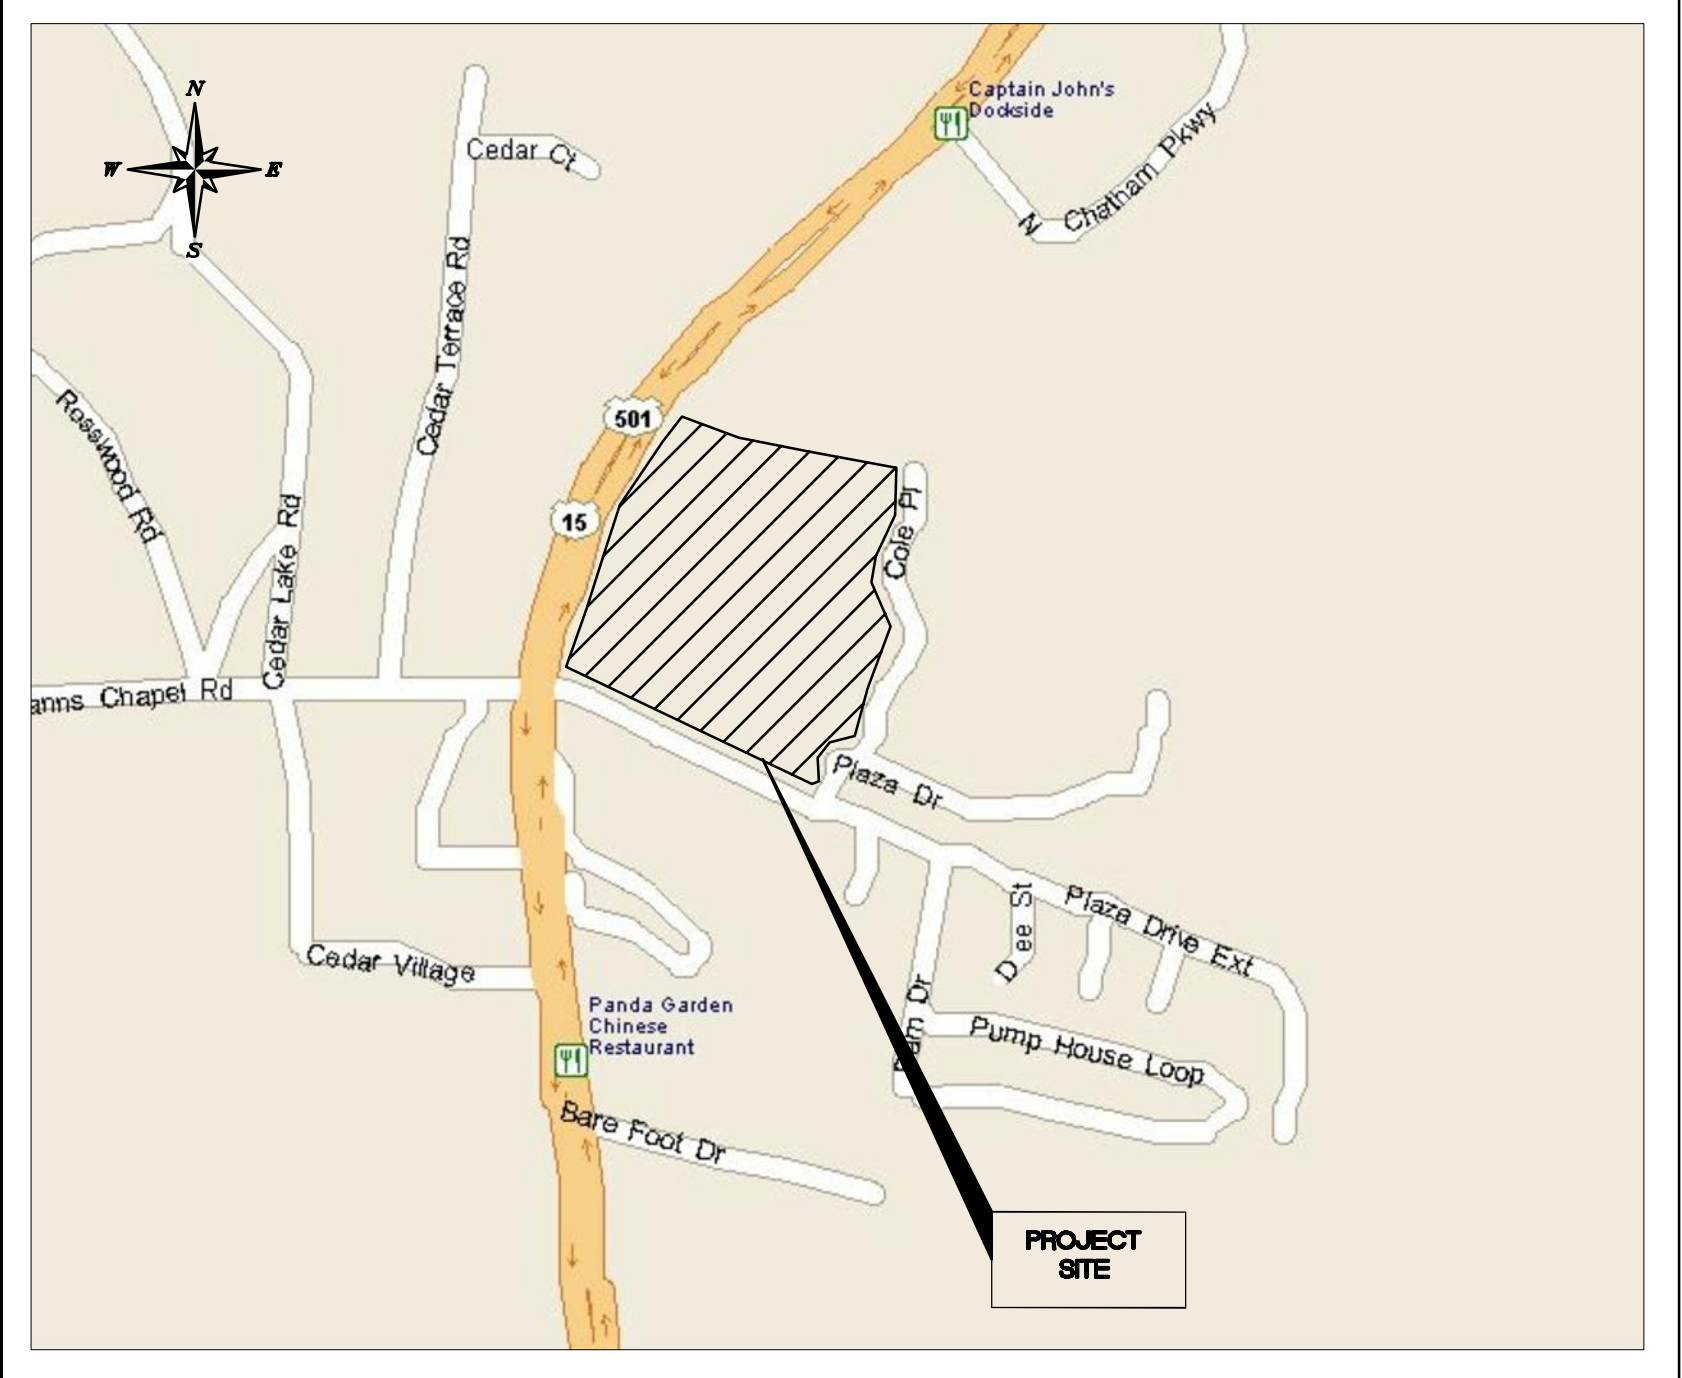 N
W
E
S
Captain John's
Dockside
N Chatham Pkwy
Cedar Ct
Cedar Terrace Rd
Rosswood Rd
Cedar Lake Rd
501
15
Cole Pl
anns Chapel Rd
Plaza Dr
Plaza Drive Ext
Dee St
Cedar Village
Dr
Pump House Loop
Panda Garden
Chinese
Restaurant
Bare Foot Dr
PROJECT
SITE